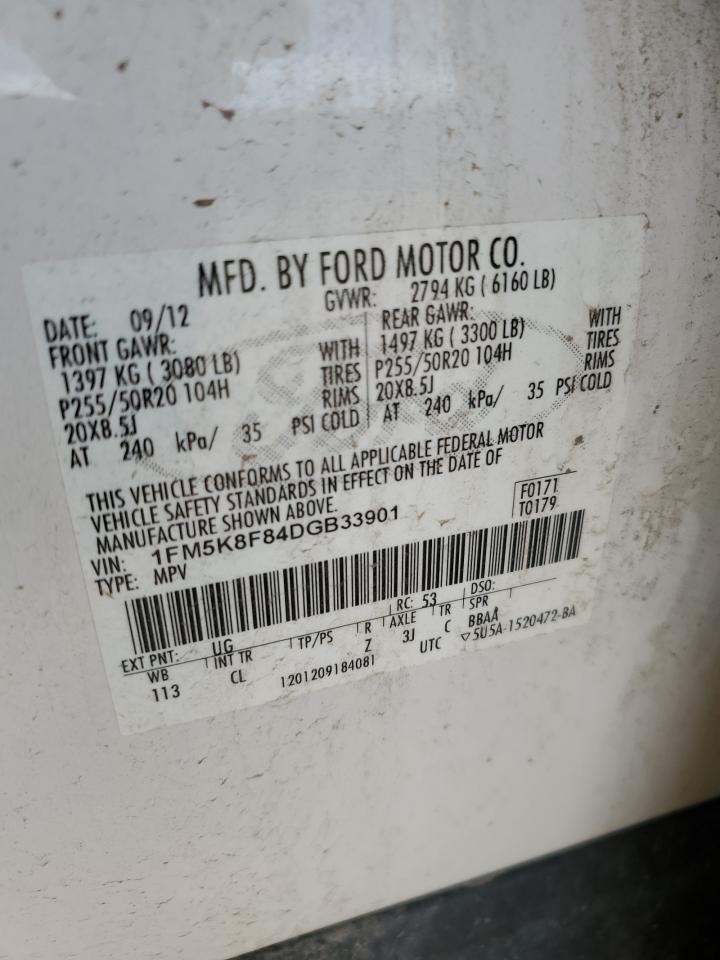 MFD. BY FORD MOTOR CO.
DATE: 09/12 GVWR: 2794 KG ( 6160 LB)
FRONT GAWR: REAR GAWR:
1397 KG ( 3080 LB) WITH 1497 KG ( 3300 LB) WITH
P255/50R20 104H TIRES P255/50R20 104H TIRES
20X8.5J RIMS 20X8.5J RIMS
AT 240 kPa/ 35 PSI COLD AT 240 kPa/ 35 PSI COLD
THIS VEHICLE CONFORMS TO ALL APPLICABLE FEDERAL MOTOR
VEHICLE SAFETY STANDARDS IN EFFECT ON THE DATE OF
MANUFACTURE SHOWN ABOVE.
F0171
T0179
VIN: 1FM5K8F84DGB33901
TYPE: MPV
EXT PNT: UG RC: 53 DSO:
WB INT TR TP/PS R AXLE TR SPR
113 CL Z 3J C BBAA
1201209184081 UTC ▽5U5A-1520472-BA